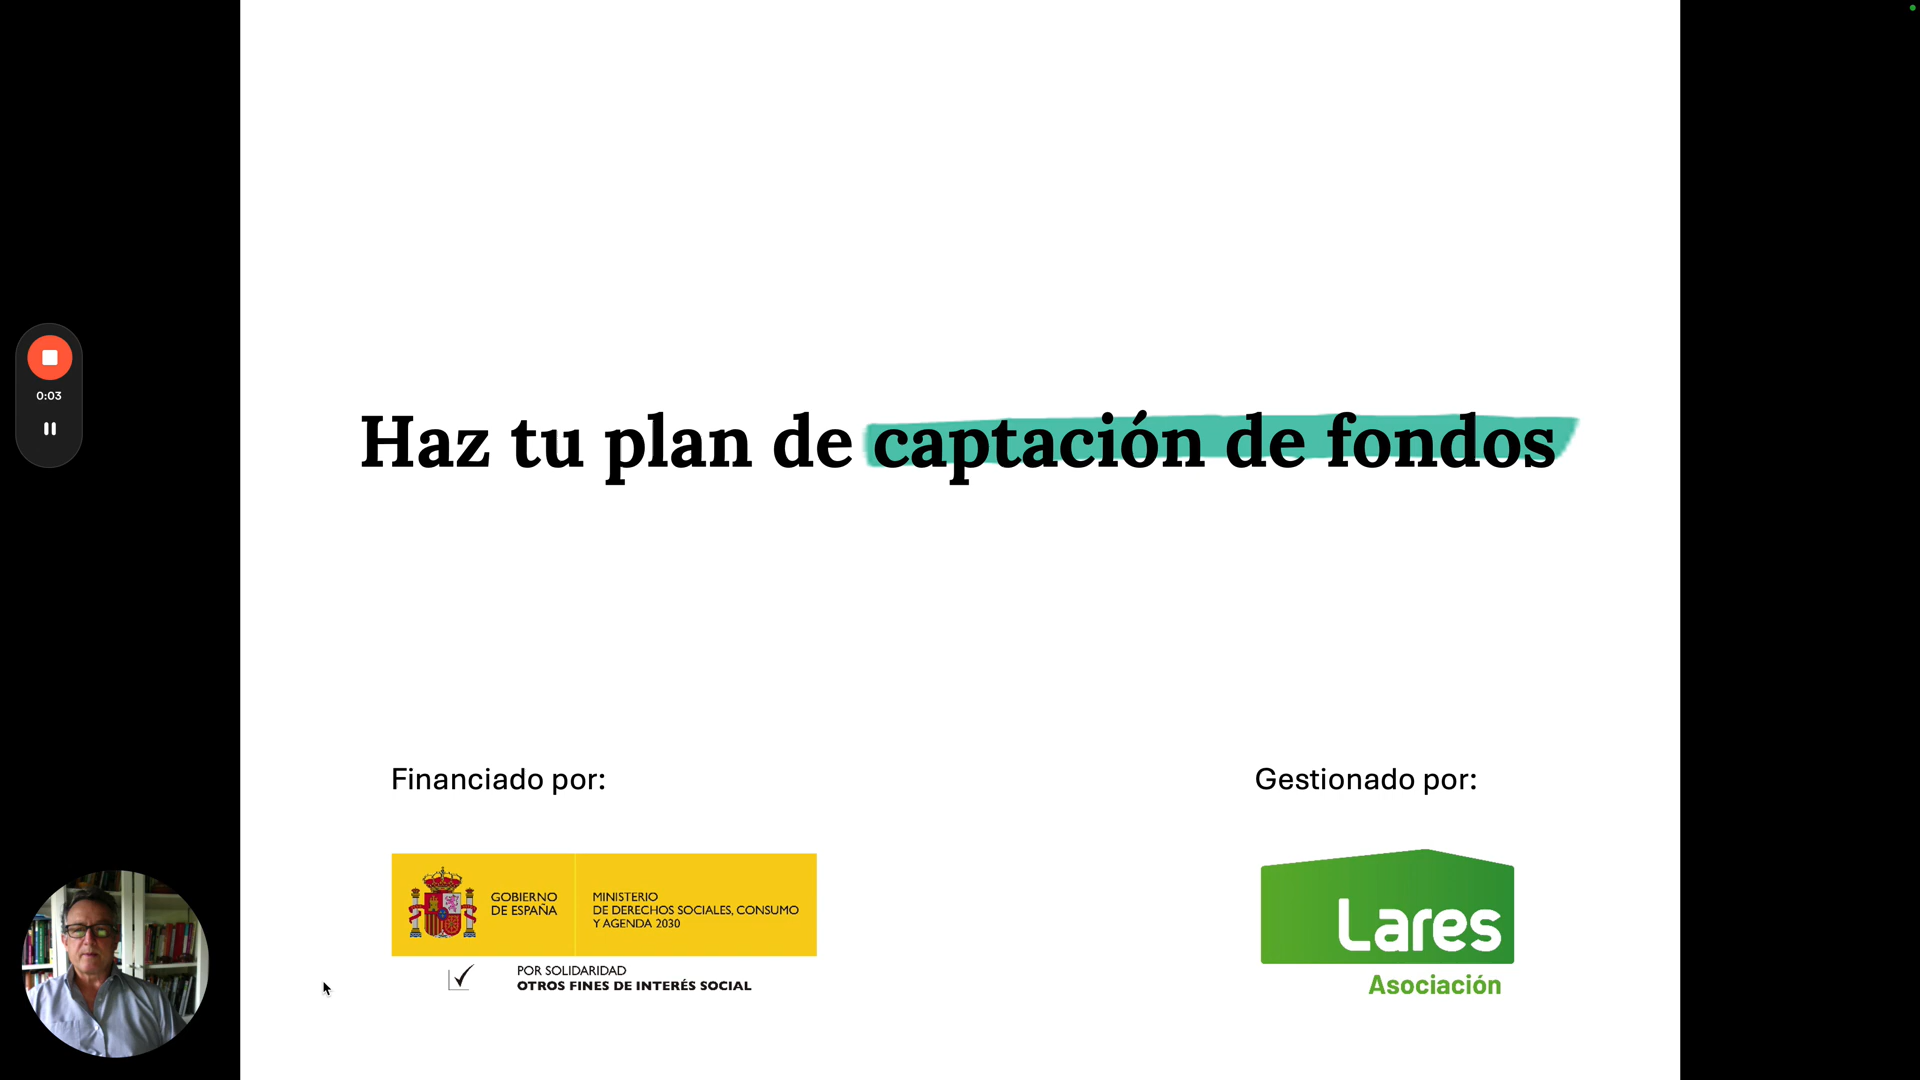 0:03
Haz tu plan de captación de fondos
Financiado por:
Gestionado por:
GOBIERNO
DE ESPAÑA
MINISTERIO
DE DERECHOS SOCIALES, CONSUMO
Y AGENDA 2030
POR SOLIDARIDAD
OTROS FINES DE INTERÉS SOCIAL
Lares
Asociación